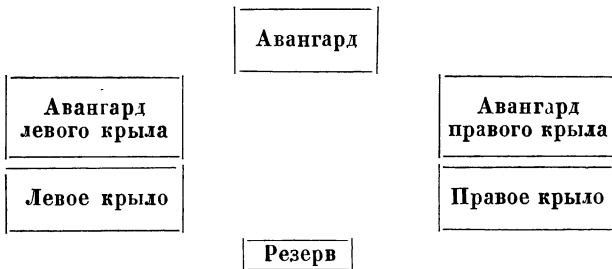 Авангард
Авангард
левого крыла
Авангард
правого крыла
Левое крыло
Правое крыло
Резерв